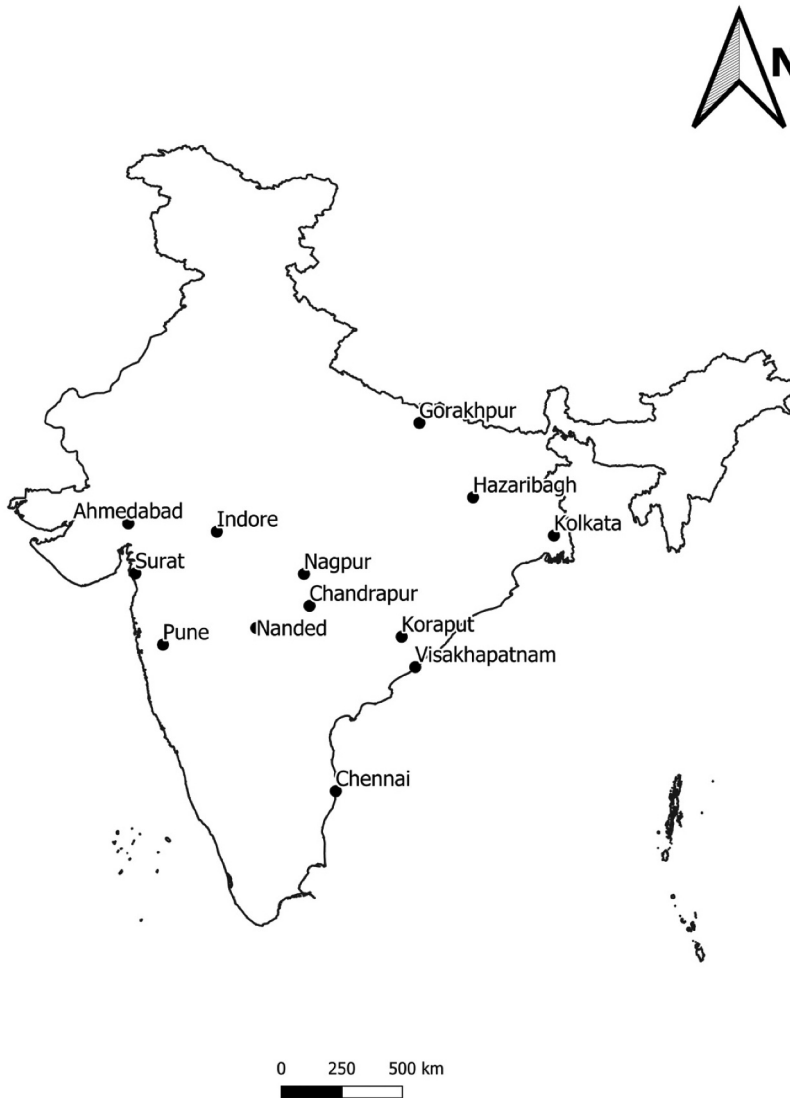 N
Gorakhpur
Hazaribagh
Ahmedabad
Indore
Kolkata
Surat
Nagpur
Chandrapur
Nanded
Koraput
Pune
Visakhapatnam
Chennai
0 250 500 km